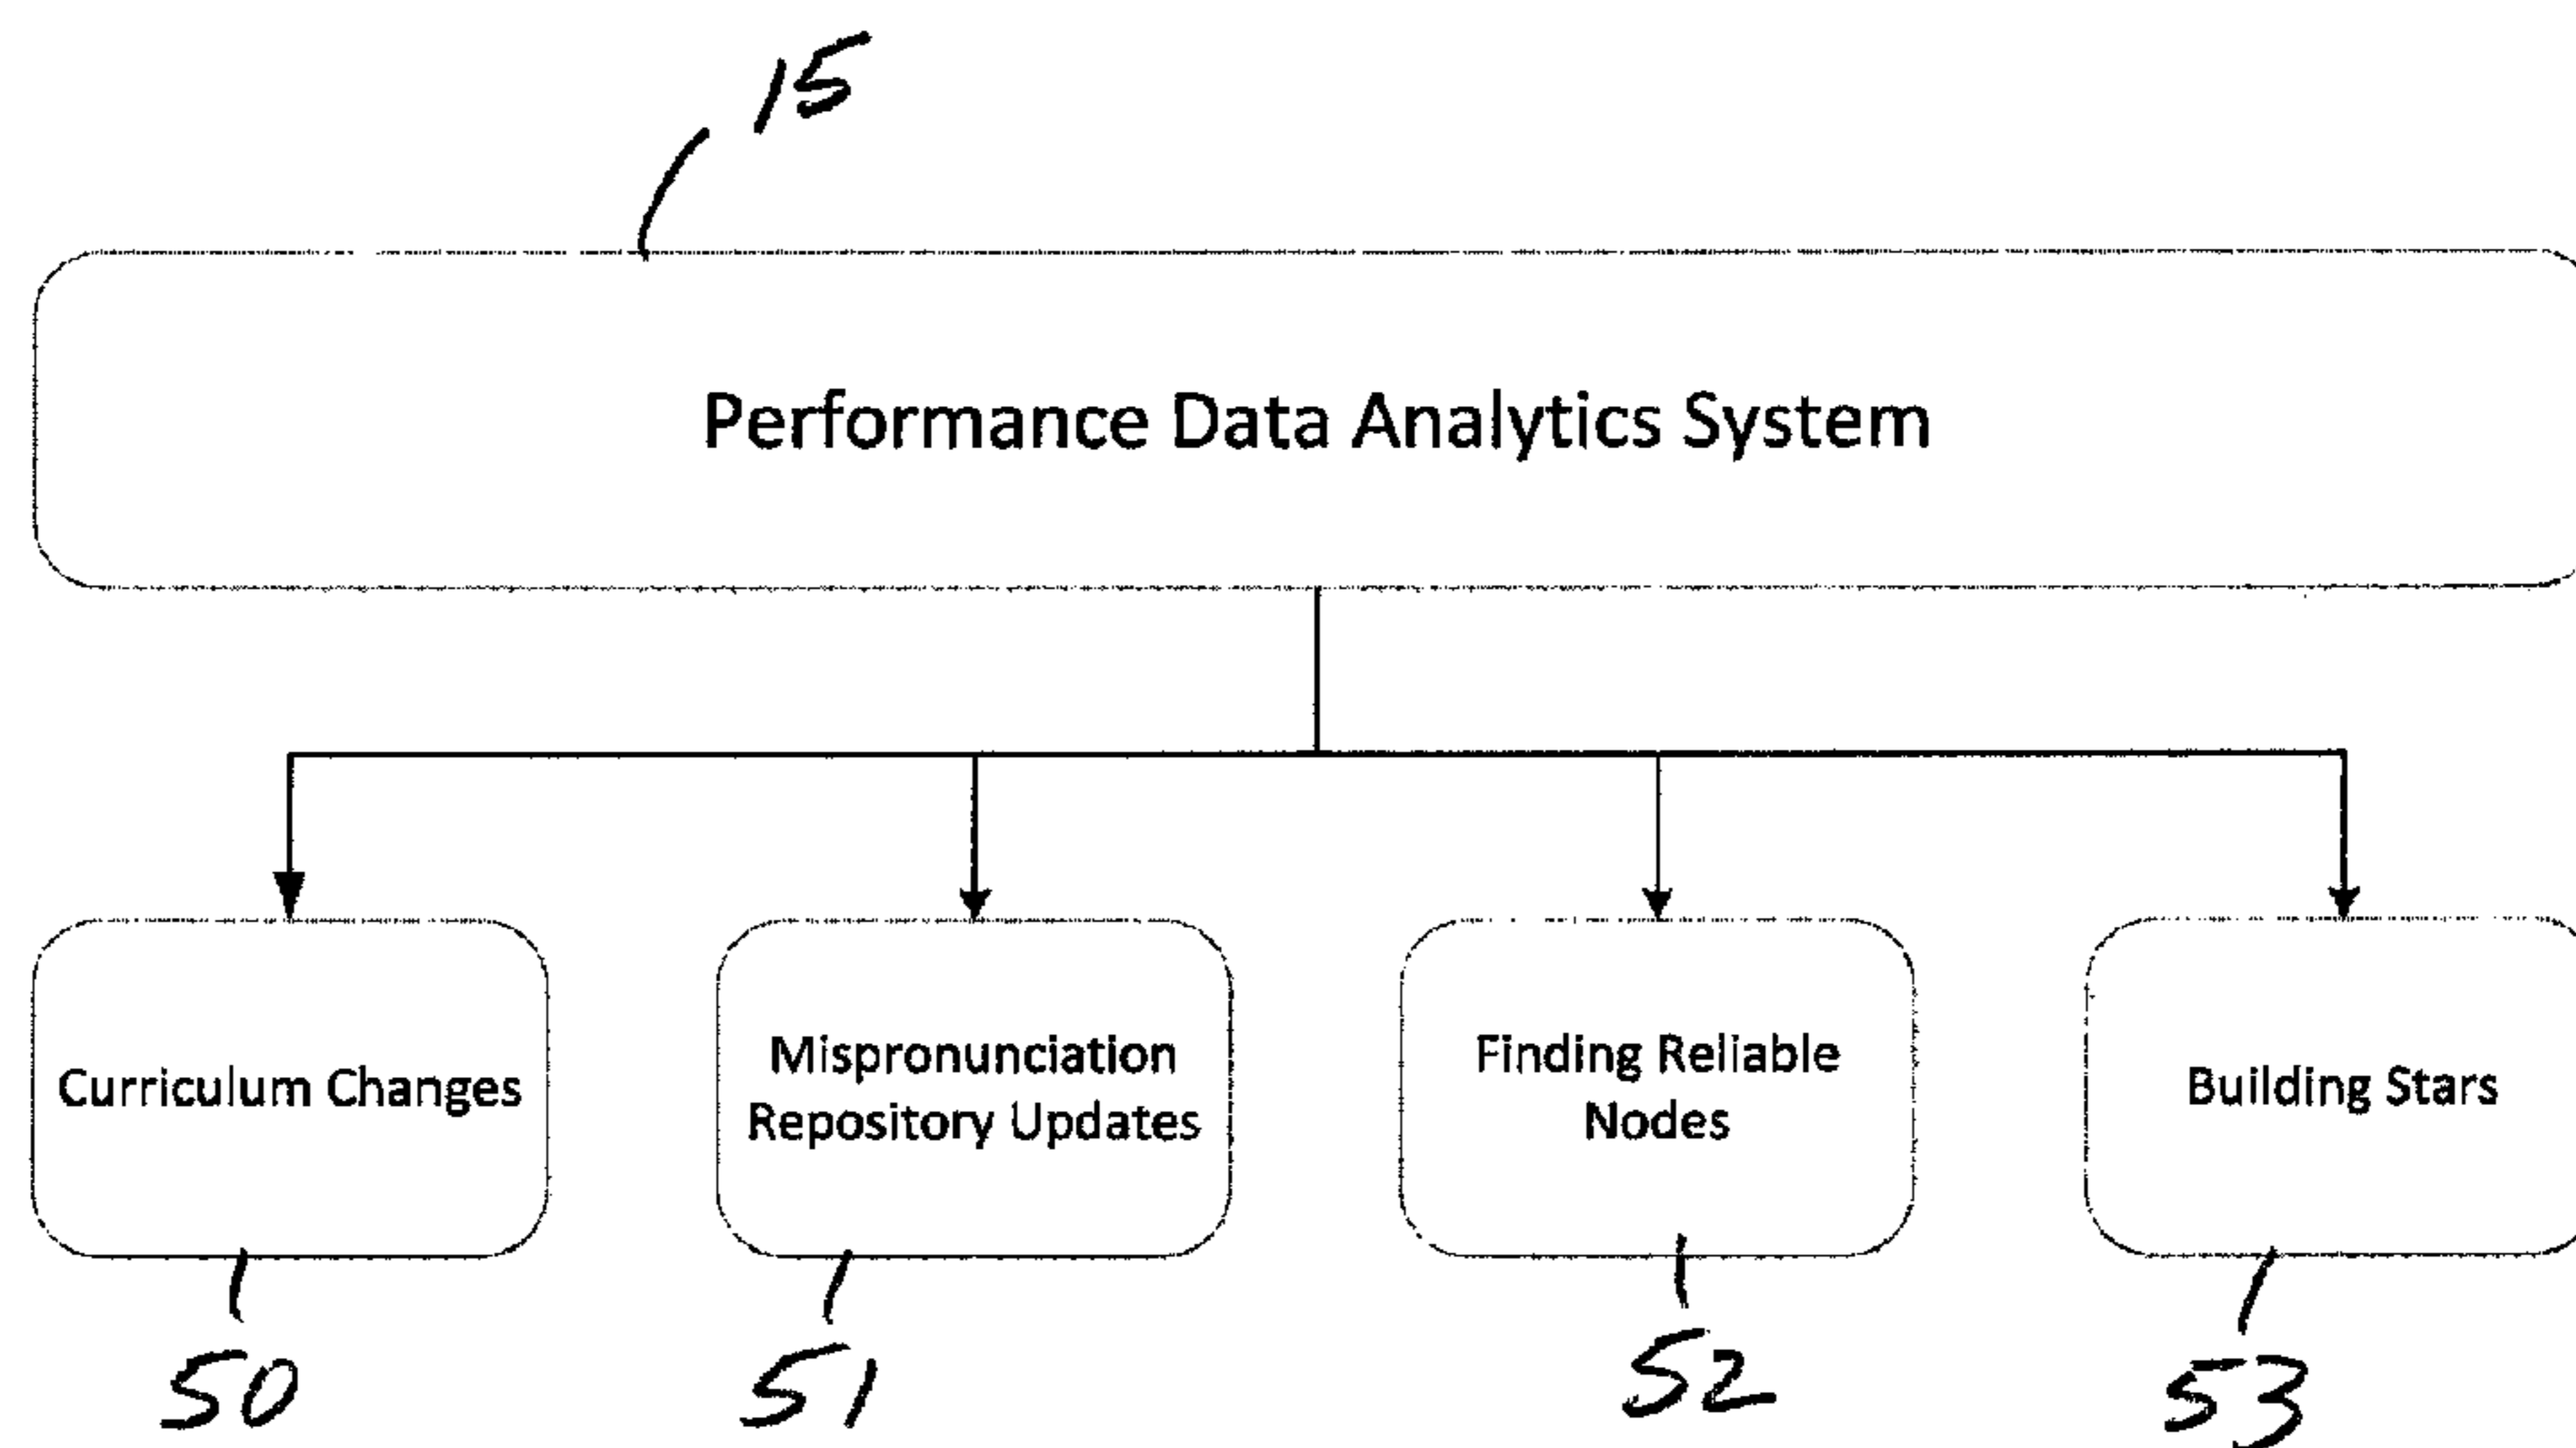 15
Performance Data Analytics System
Curriculum Changes
Mispronunciation
Repository Updates
Finding Reliable
Nodes
Building Stars
50
51
52
53